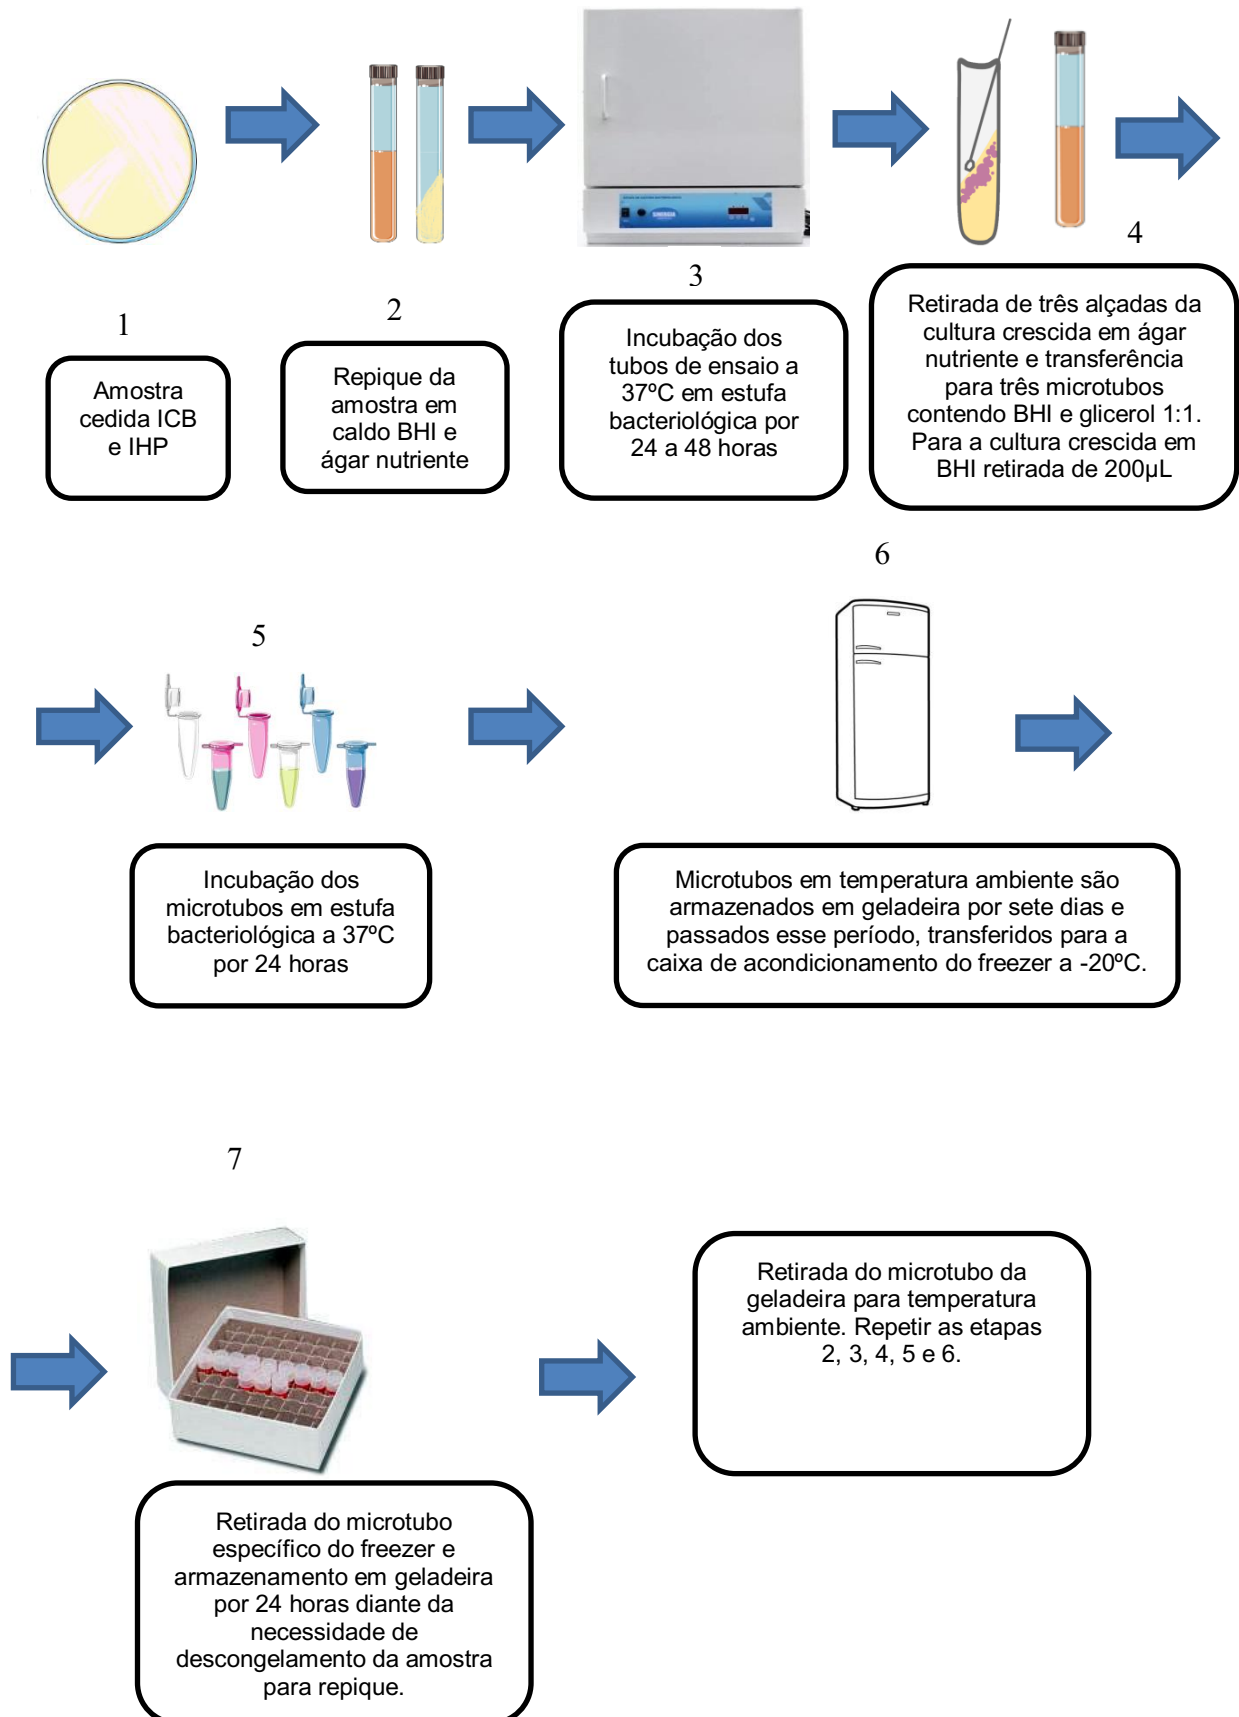 1
Amostra
cedida ICB
e IHP
2
Repique da
amostra em
caldo BHI e
ágar nutriente
3
Incubação dos
tubos de ensaio a
37ºC em estufa
bacteriológica por
24 a 48 horas
4
Retirada de três alçadas da
cultura crescida em ágar
nutriente e transferência
para três microtubos
contendo BHI e glicerol 1:1.
Para a cultura crescida em
BHI retirada de 200µL
5
Incubação dos
microtubos em estufa
bacteriológica a 37ºC
por 24 horas
6
Microtubos em temperatura ambiente são
armazenados em geladeira por sete dias e
passados esse período, transferidos para a
caixa de acondicionamento do freezer a -20ºC.
7
Retirada do microtubo
específico do freezer e
armazenamento em geladeira
por 24 horas diante da
necessidade de
descongelamento da amostra
para repique.
Retirada do microtubo da
geladeira para temperatura
ambiente. Repetir as etapas
2, 3, 4, 5 e 6.